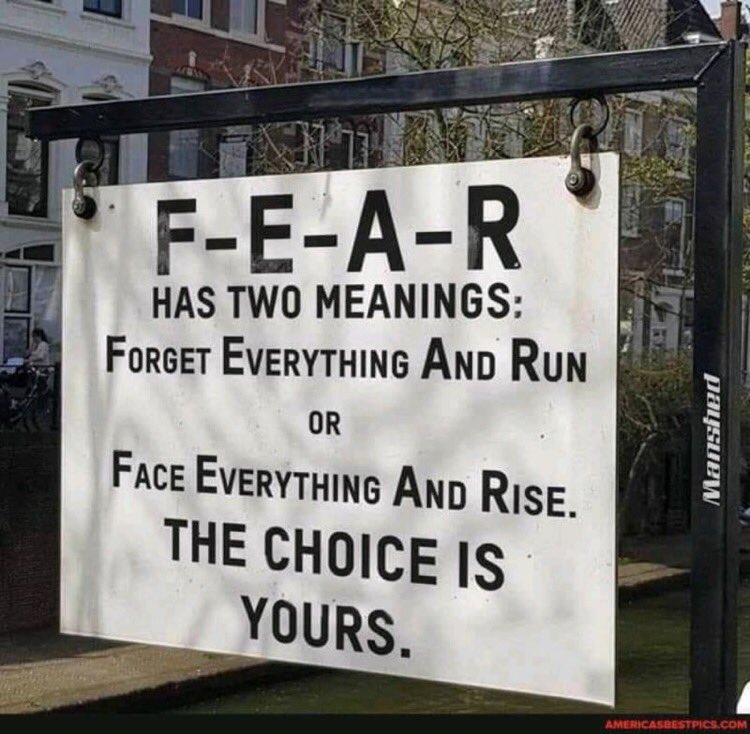 F-E-A-R
HAS TWO MEANINGS:
FORGET EVERYTHING AND RUN
OR
FACE EVERYTHING AND RISE.
THE CHOICE IS
YOURS.
Manshed
AMERICASBESTPICS.COM